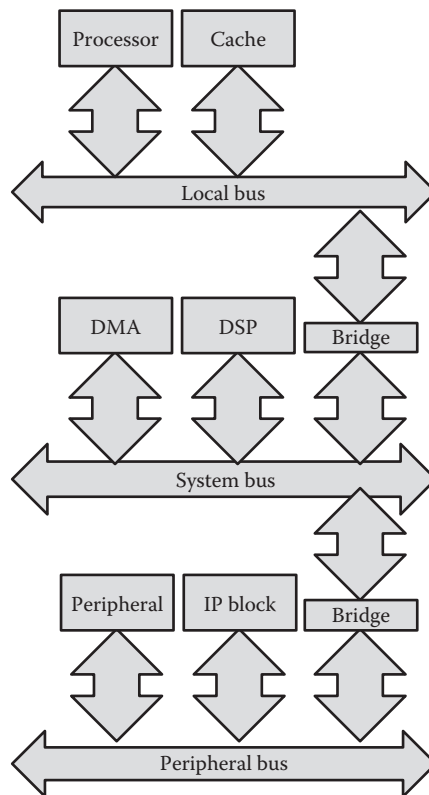 Processor
Cache
Local bus
DMA
DSP
Bridge
System bus
Peripheral
IP block
Bridge
Peripheral bus